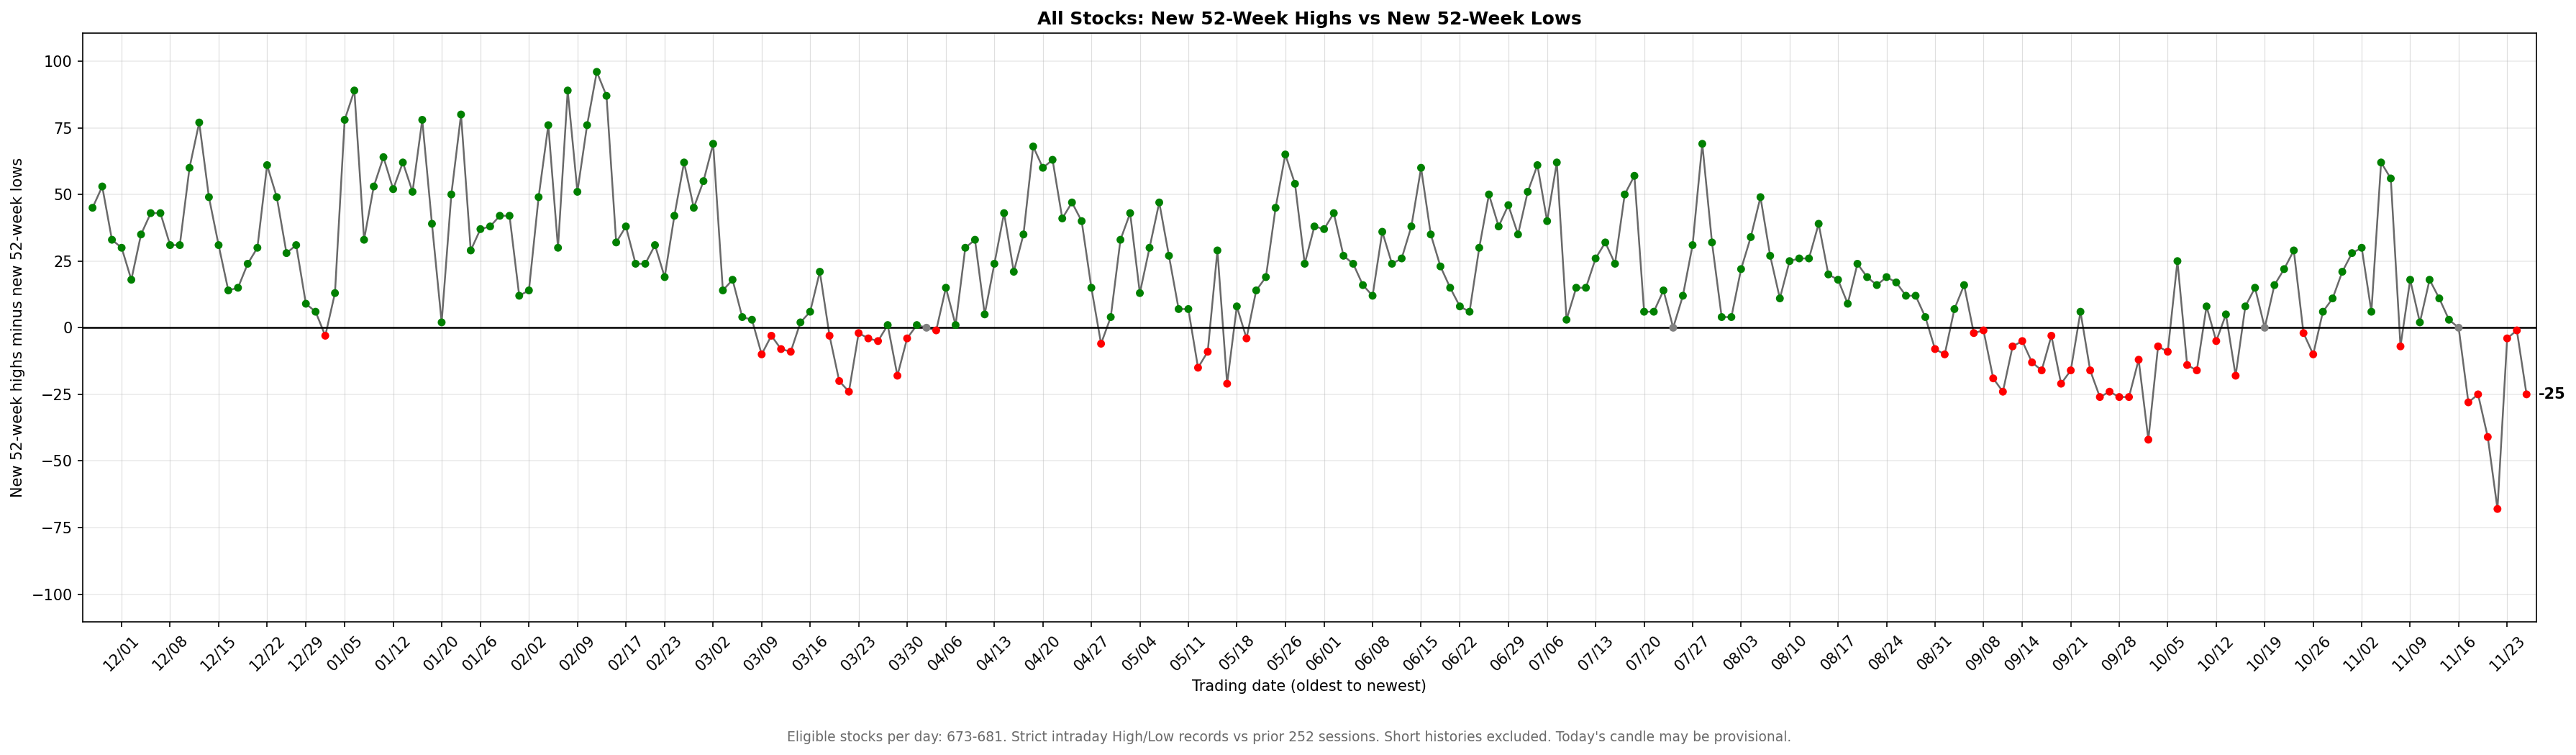 All Stocks: New 52-Week Highs vs New 52-Week Lows
New 52-week highs minus new 52-week lows
100
75
50
25
0
−25
−50
−75
−100
-25
12/01 12/08 12/15 12/22 12/29 01/05 01/12 01/20 01/26 02/02 02/09 02/17 02/23 03/02 03/09 03/16 03/23 03/30 04/06 04/13 04/20 04/27 05/04 05/11 05/18 05/26 06/01 06/08 06/15 06/22 06/29 07/06 07/13 07/20 07/27 08/03 08/10 08/17 08/24 08/31 09/08 09/14 09/21 09/28 10/05 10/12 10/19 10/26 11/02 11/09 11/16 11/23
Trading date (oldest to newest)
Eligible stocks per day: 673-681. Strict intraday High/Low records vs prior 252 sessions. Short histories excluded. Today's candle may be provisional.